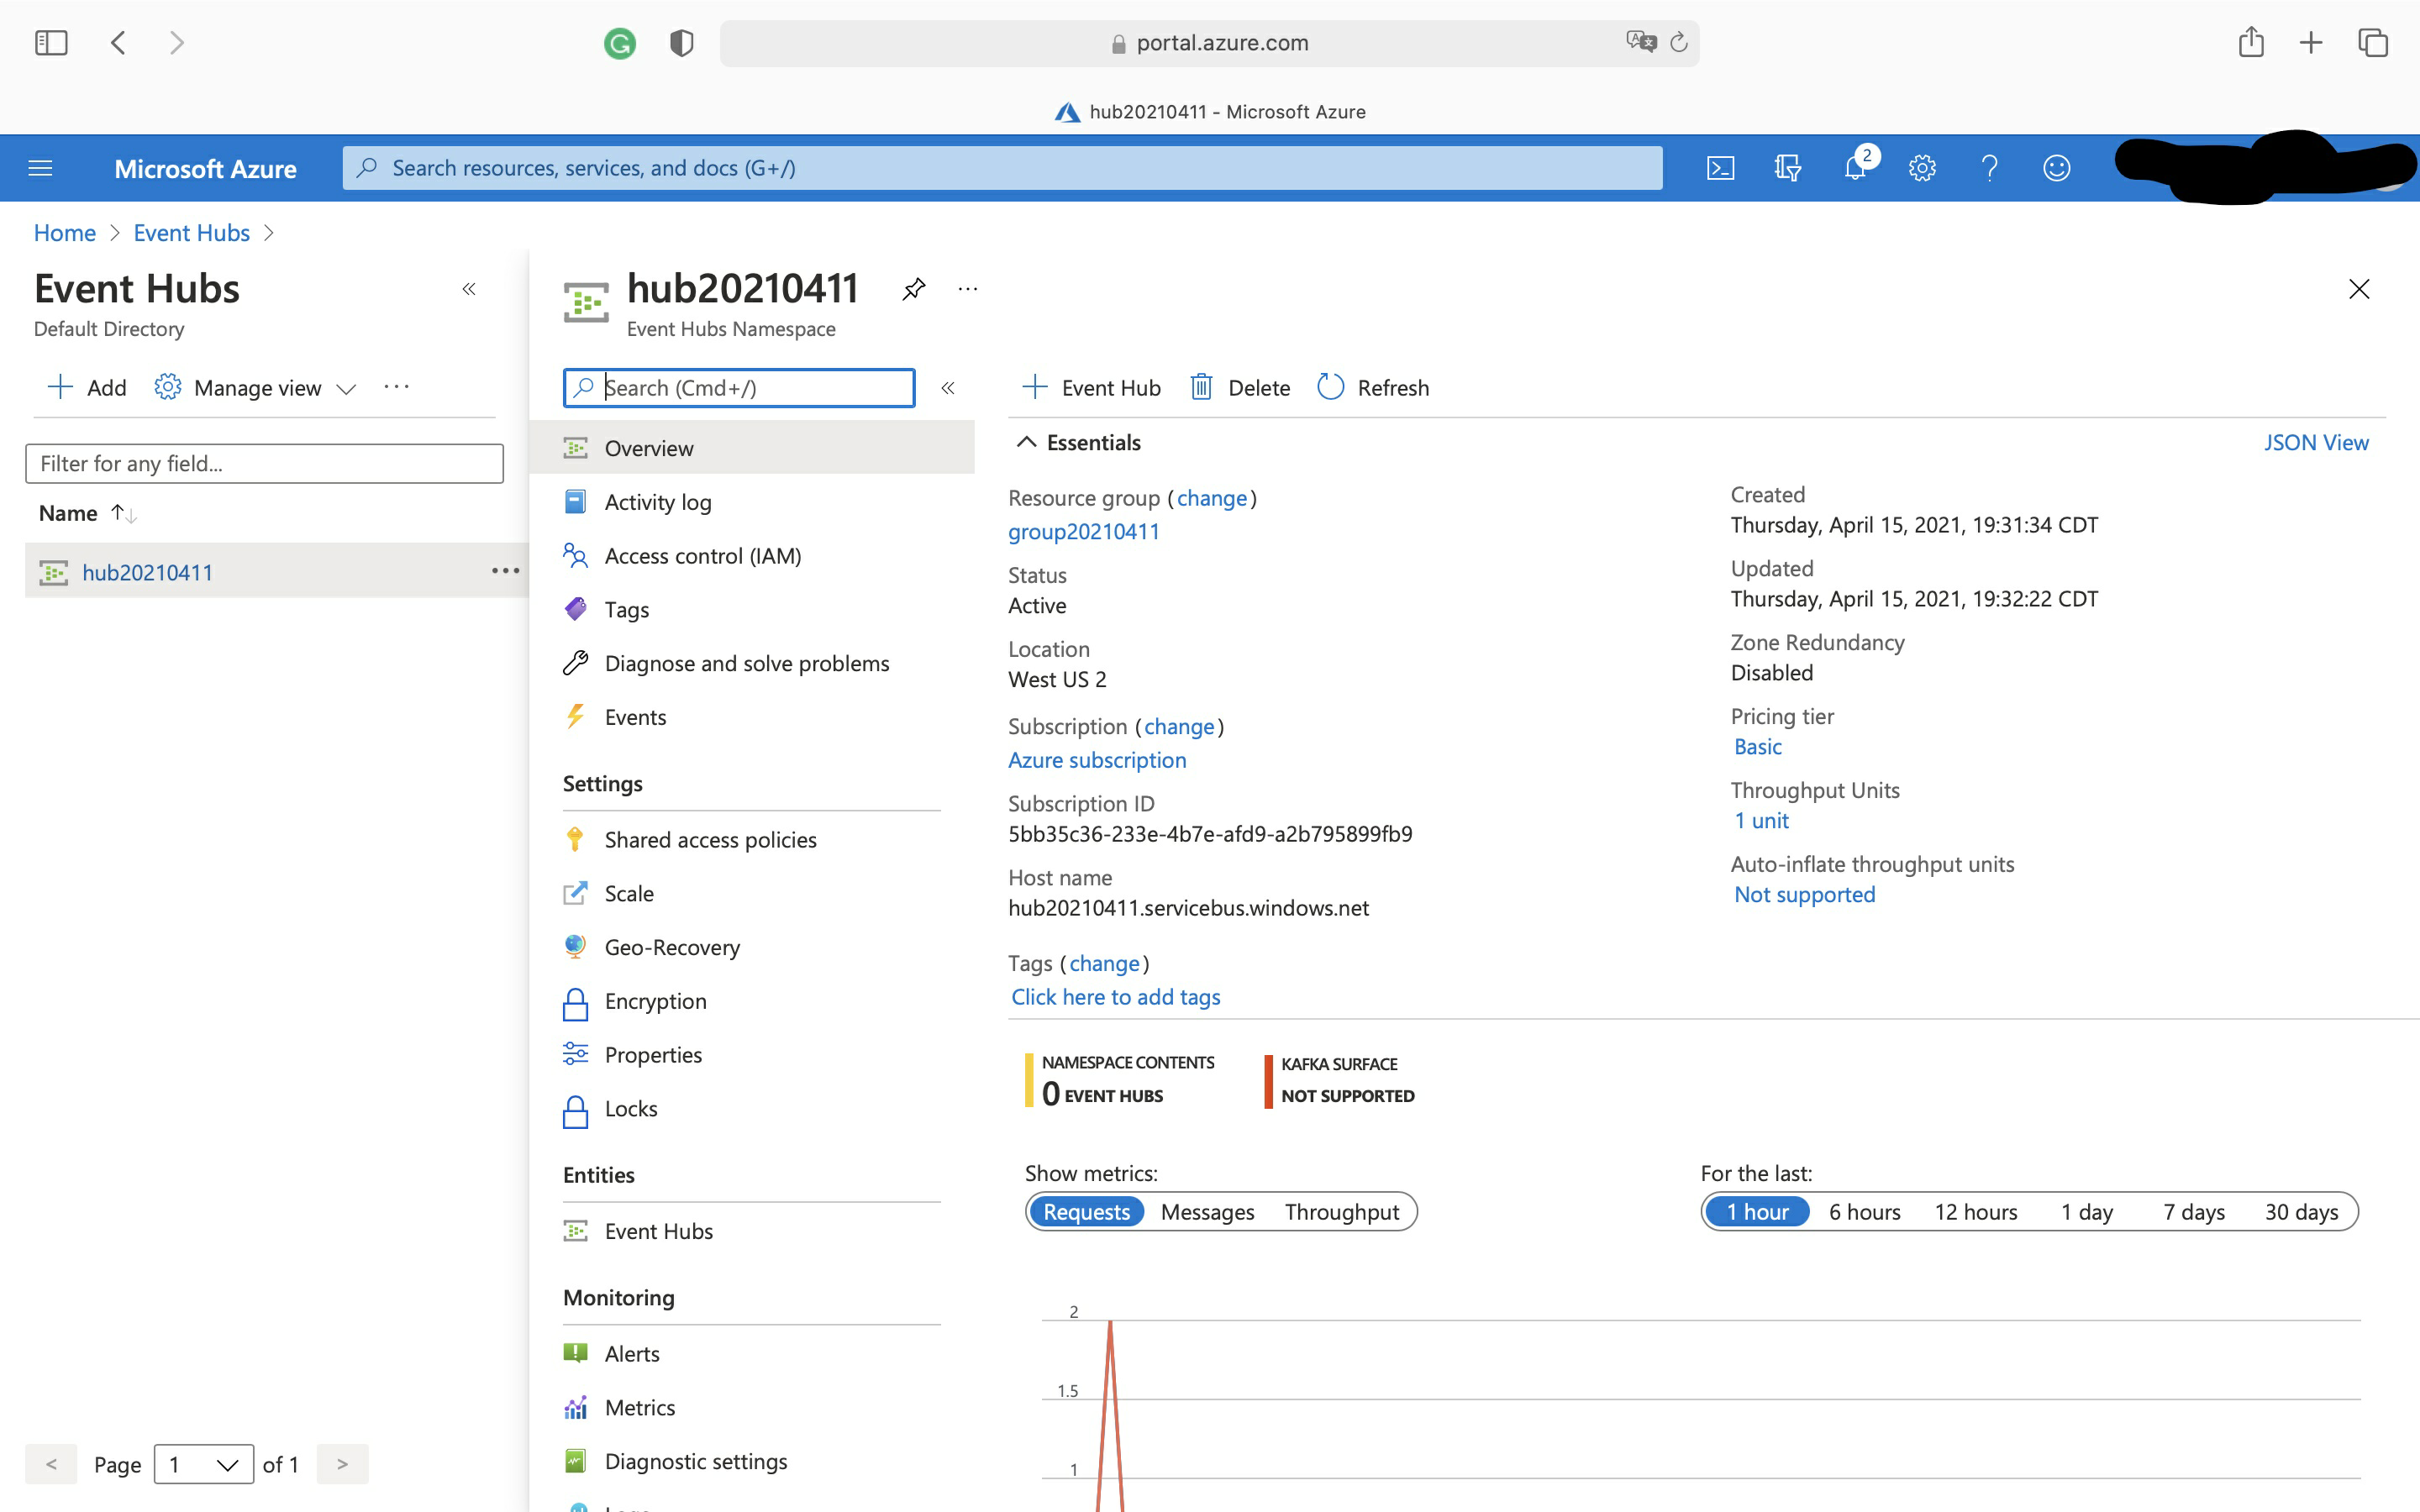 portal.azure.com
hub20210411 - Microsoft Azure
Microsoft Azure
Search resources, services, and docs (G+/)
2
Home > Event Hubs >
Event Hubs
Default Directory
Add Manage view ...
Filter for any field...
Name
hub20210411 ...
< Page 1 of 1 >
hub20210411 ...
Event Hubs Namespace
Search (Cmd+/)
Overview
Activity log
Access control (IAM)
Tags
Diagnose and solve problems
Events
Settings
Shared access policies
Scale
Geo-Recovery
Encryption
Properties
Locks
Entities
Event Hubs
Monitoring
Alerts
Metrics
Diagnostic settings
Event Hub Delete Refresh
Essentials
JSON View
Resource group (change)
group20210411
Status
Active
Location
West US 2
Subscription (change)
Azure subscription
Subscription ID
5bb35c36-233e-4b7e-afd9-a2b795899fb9
Host name
hub20210411.servicebus.windows.net
Tags (change)
Click here to add tags
Created
Thursday, April 15, 2021, 19:31:34 CDT
Updated
Thursday, April 15, 2021, 19:32:22 CDT
Zone Redundancy
Disabled
Pricing tier
Basic
Throughput Units
1 unit
Auto-inflate throughput units
Not supported
NAMESPACE CONTENTS
0 EVENT HUBS
KAFKA SURFACE
NOT SUPPORTED
Show metrics:
Requests Messages Throughput
For the last:
1 hour 6 hours 12 hours 1 day 7 days 30 days
2
1.5
1